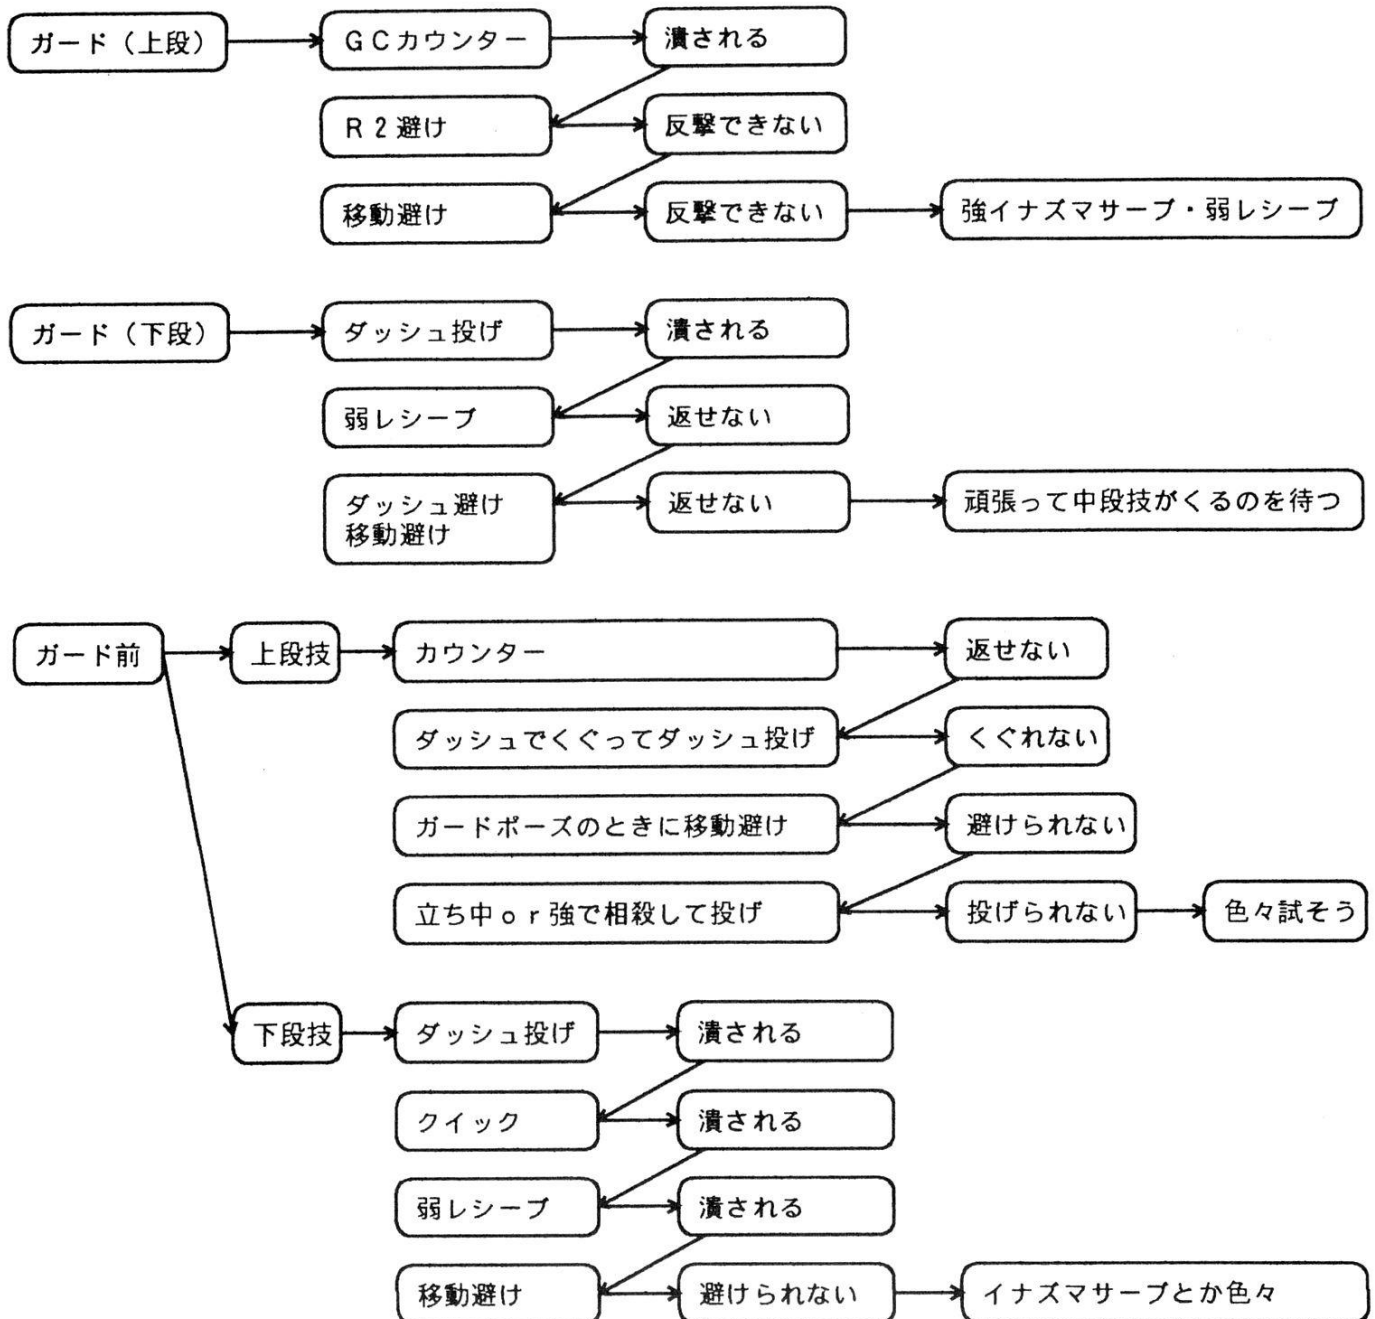 ガード（上段）
GCカウンター
潰される
R2避け
反撃できない
移動避け
反撃できない
強イナズマサーブ・弱レシーブ
ガード（下段）
ダッシュ投げ
潰される
弱レシーブ
返せない
ダッシュ避け
移動避け
返せない
頑張って中段技がくるのを待つ
ガード前
上段技
カウンター
返せない
ダッシュでくぐってダッシュ投げ
くぐれない
ガードポーズのときに移動避け
避けられない
立ち中or強で相殺して投げ
投げられない
色々試そう
下段技
ダッシュ投げ
潰される
クイック
潰される
弱レシーブ
潰される
移動避け
避けられない
イナズマサーブとか色々